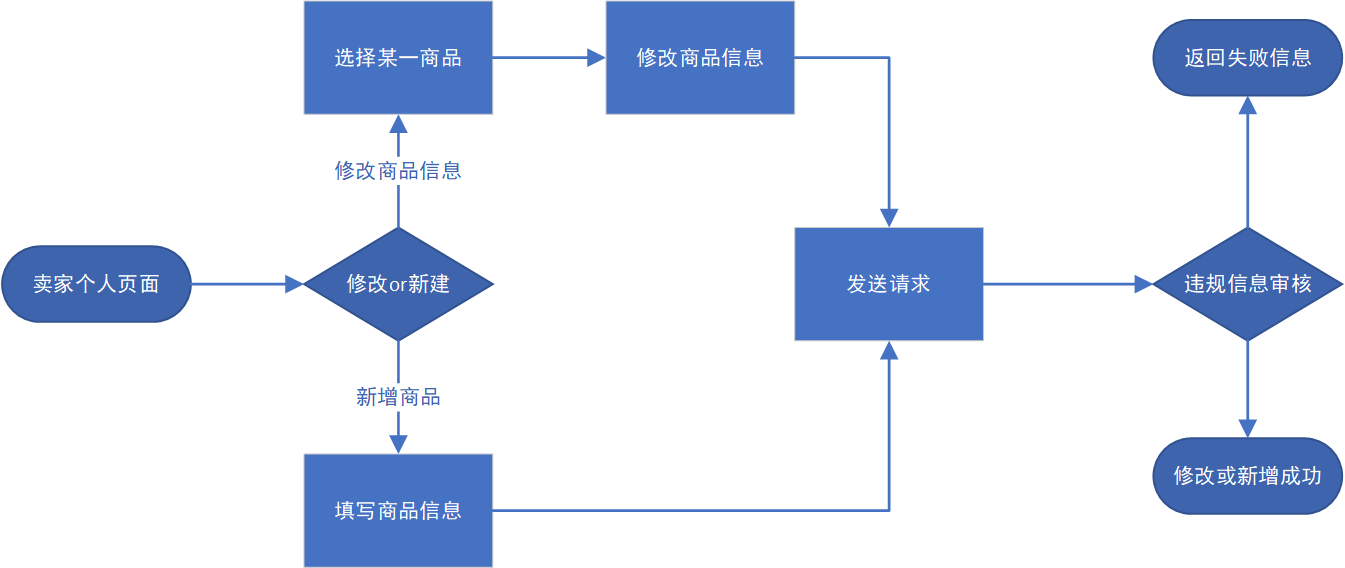 选择某一商品
修改商品信息
返回失败信息
修改商品信息
卖家个人页面
修改or新建
发送请求
违规信息审核
新增商品
填写商品信息
修改或新增成功